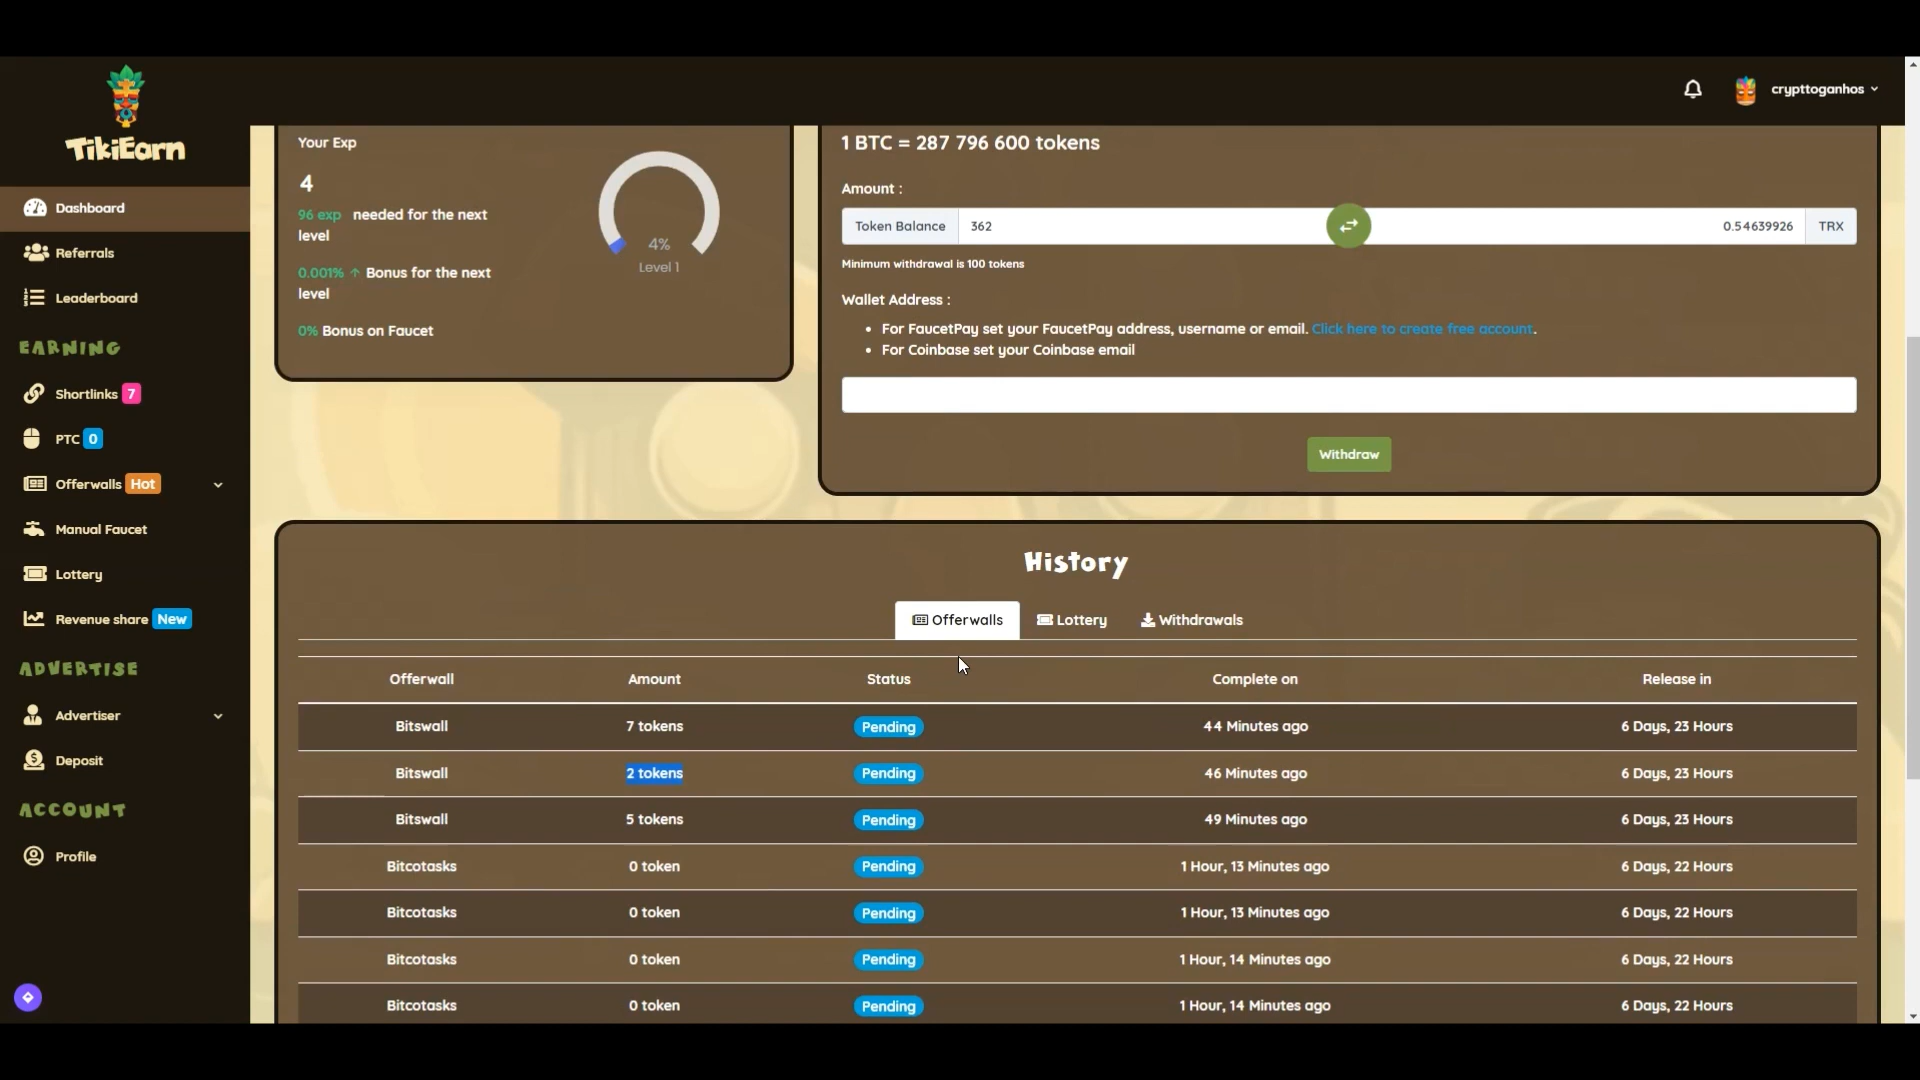 TikiEarn
crypttoganhos
Dashboard
Referrals
Leaderboard
EARNING
Shortlinks 7
PTC 0
Offerwalls Hot
Manual Faucet
Lottery
Revenue share New
ADVERTISE
Advertiser
Deposit
ACCOUNT
Profile
Your Exp
4
96 exp needed for the next
level
0.001% ↑ Bonus for the next
level
0% Bonus on Faucet
4%
Level 1
1 BTC = 287 796 600 tokens
Amount :
Token Balance 362 0.54639926 TRX
Minimum withdrawal is 100 tokens
Wallet Address :
• For FaucetPay set your FaucetPay address, username or email. Click here to create free account.
• For Coinbase set your Coinbase email
Withdraw
History
Offerwalls Lottery Withdrawals
Offerwall Amount Status Complete on Release in
Bitswall 7 tokens Pending 44 Minutes ago 6 Days, 23 Hours
Bitswall 2 tokens Pending 46 Minutes ago 6 Days, 23 Hours
Bitswall 5 tokens Pending 49 Minutes ago 6 Days, 23 Hours
Bitcotasks 0 token Pending 1 Hour, 13 Minutes ago 6 Days, 22 Hours
Bitcotasks 0 token Pending 1 Hour, 13 Minutes ago 6 Days, 22 Hours
Bitcotasks 0 token Pending 1 Hour, 14 Minutes ago 6 Days, 22 Hours
Bitcotasks 0 token Pending 1 Hour, 14 Minutes ago 6 Days, 22 Hours